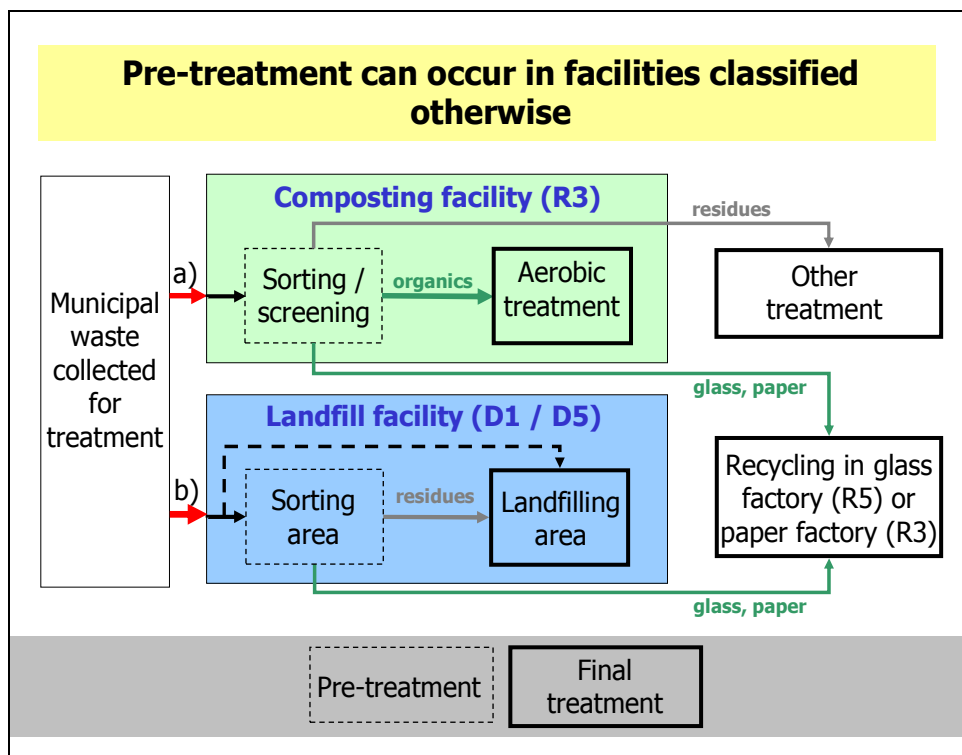 Pre-treatment can occur in facilities classified
otherwise
Composting facility (R3)
residues
a)
Sorting /
screening
organics
Aerobic
treatment
Other
treatment
Municipal
waste
collected
for
treatment
glass, paper
Landfill facility (D1 / D5)
b)
Sorting
area
residues
Landfilling
area
Recycling in glass
factory (R5) or
paper factory (R3)
glass, paper
Pre-treatment
Final
treatment